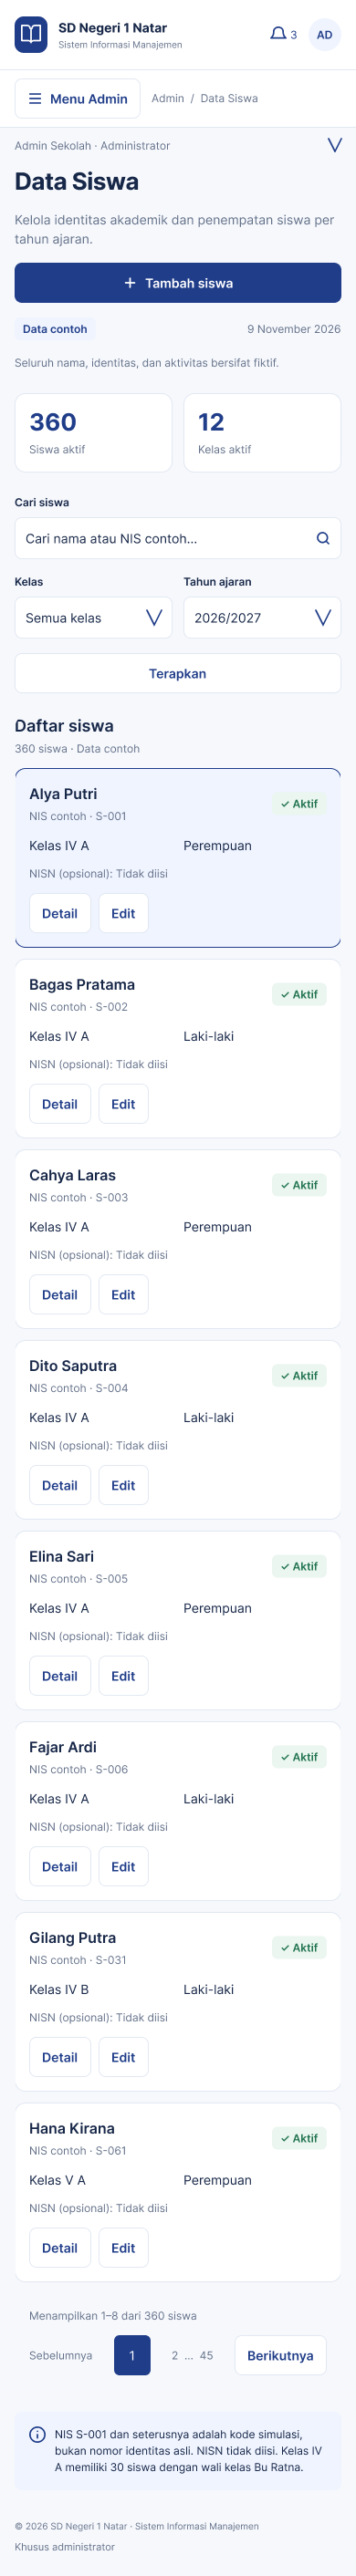 SD Negeri 1 Natar
Sistem Informasi Manajemen
3
AD
Menu Admin
Admin / Data Siswa
Admin Sekolah · Administrator
Data Siswa
Kelola identitas akademik dan penempatan siswa per
tahun ajaran.
+ Tambah siswa
Data contoh
9 November 2026
Seluruh nama, identitas, dan aktivitas bersifat fiktif.
360
Siswa aktif
12
Kelas aktif
Cari siswa
Cari nama atau NIS contoh...
Kelas
Tahun ajaran
Semua kelas
2026/2027
Terapkan
Daftar siswa
360 siswa · Data contoh
Alya Putri
✓ Aktif
NIS contoh · S-001
Kelas IV A
Perempuan
NISN (opsional): Tidak diisi
Detail
Edit
Bagas Pratama
✓ Aktif
NIS contoh · S-002
Kelas IV A
Laki-laki
NISN (opsional): Tidak diisi
Detail
Edit
Cahya Laras
✓ Aktif
NIS contoh · S-003
Kelas IV A
Perempuan
NISN (opsional): Tidak diisi
Detail
Edit
Dito Saputra
✓ Aktif
NIS contoh · S-004
Kelas IV A
Laki-laki
NISN (opsional): Tidak diisi
Detail
Edit
Elina Sari
✓ Aktif
NIS contoh · S-005
Kelas IV A
Perempuan
NISN (opsional): Tidak diisi
Detail
Edit
Fajar Ardi
✓ Aktif
NIS contoh · S-006
Kelas IV A
Laki-laki
NISN (opsional): Tidak diisi
Detail
Edit
Gilang Putra
✓ Aktif
NIS contoh · S-031
Kelas IV B
Laki-laki
NISN (opsional): Tidak diisi
Detail
Edit
Hana Kirana
✓ Aktif
NIS contoh · S-061
Kelas V A
Perempuan
NISN (opsional): Tidak diisi
Detail
Edit
Menampilkan 1–8 dari 360 siswa
Sebelumnya
1
2 ... 45
Berikutnya
NIS S-001 dan seterusnya adalah kode simulasi,
bukan nomor identitas asli. NISN tidak diisi. Kelas IV
A memiliki 30 siswa dengan wali kelas Bu Ratna.
© 2026 SD Negeri 1 Natar · Sistem Informasi Manajemen
Khusus administrator